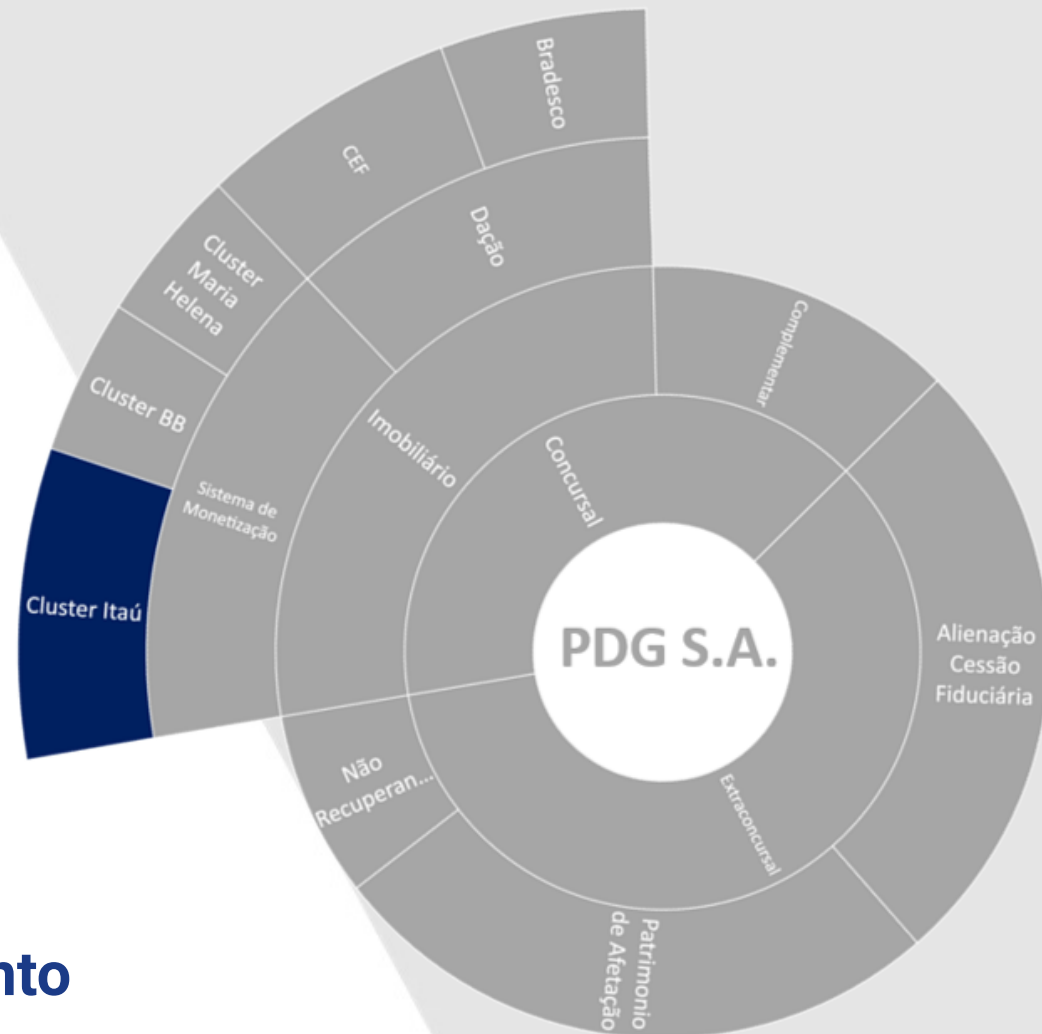 Bradesco
CEF
Dação
Cluster
Maria
Helena
Cluster BB
Cluster Itaú
Sistema de
Monetização
Imobiliário
Concursal
Complementar
PDG S.A.
Alienação
Cessão
Fiduciária
Não
Recuperan...
Extraconcursal
Patrimonio
de Afetação
nto